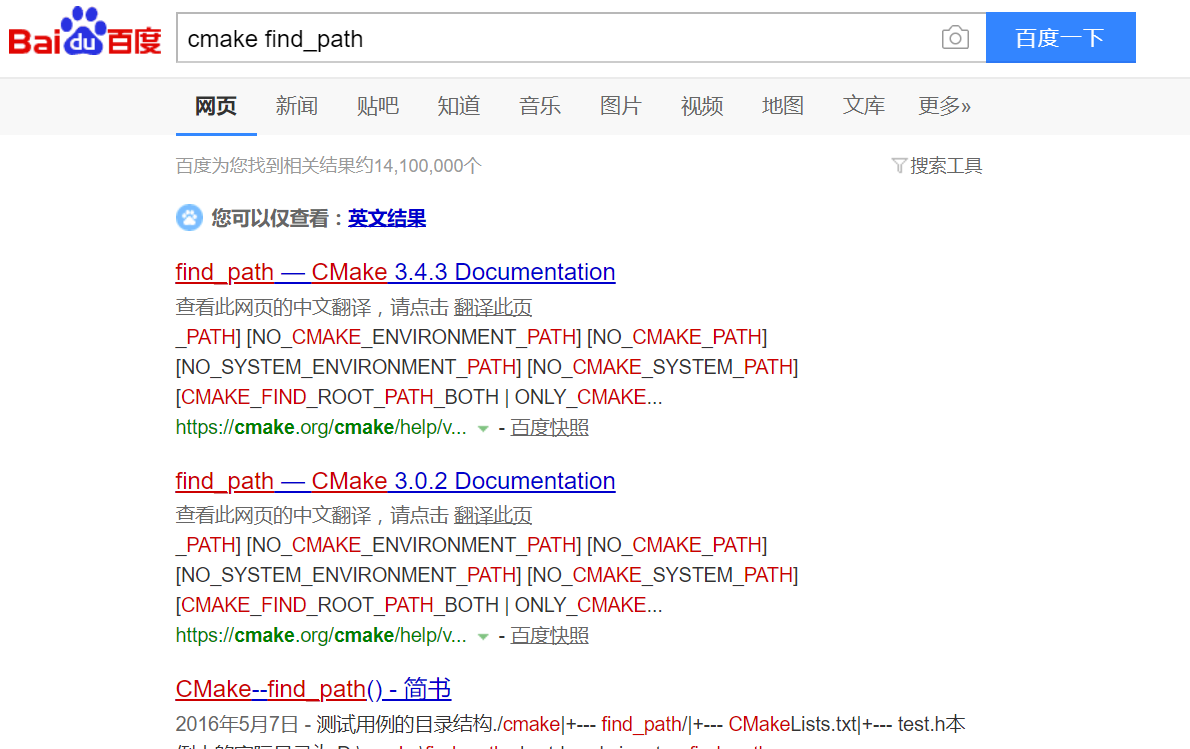 Bai du 百度
cmake find_path
百度一下
网页 新闻 贴吧 知道 音乐 图片 视频 地图 文库 更多»
百度为您找到相关结果约14,100,000个
搜索工具
您可以仅查看：英文结果
find_path — CMake 3.4.3 Documentation
查看此网页的中文翻译，请点击 翻译此页
_PATH] [NO_CMAKE_ENVIRONMENT_PATH] [NO_CMAKE_PATH]
[NO_SYSTEM_ENVIRONMENT_PATH] [NO_CMAKE_SYSTEM_PATH]
[CMAKE_FIND_ROOT_PATH_BOTH | ONLY_CMAKE...
https://cmake.org/cmake/help/v... - 百度快照
find_path — CMake 3.0.2 Documentation
查看此网页的中文翻译，请点击 翻译此页
_PATH] [NO_CMAKE_ENVIRONMENT_PATH] [NO_CMAKE_PATH]
[NO_SYSTEM_ENVIRONMENT_PATH] [NO_CMAKE_SYSTEM_PATH]
[CMAKE_FIND_ROOT_PATH_BOTH | ONLY_CMAKE...
https://cmake.org/cmake/help/v... - 百度快照
CMake--find_path() - 简书
2016年5月7日 - 测试用例的目录结构./cmake|+--- find_path/|+--- CMakeLists.txt|+--- test.h本